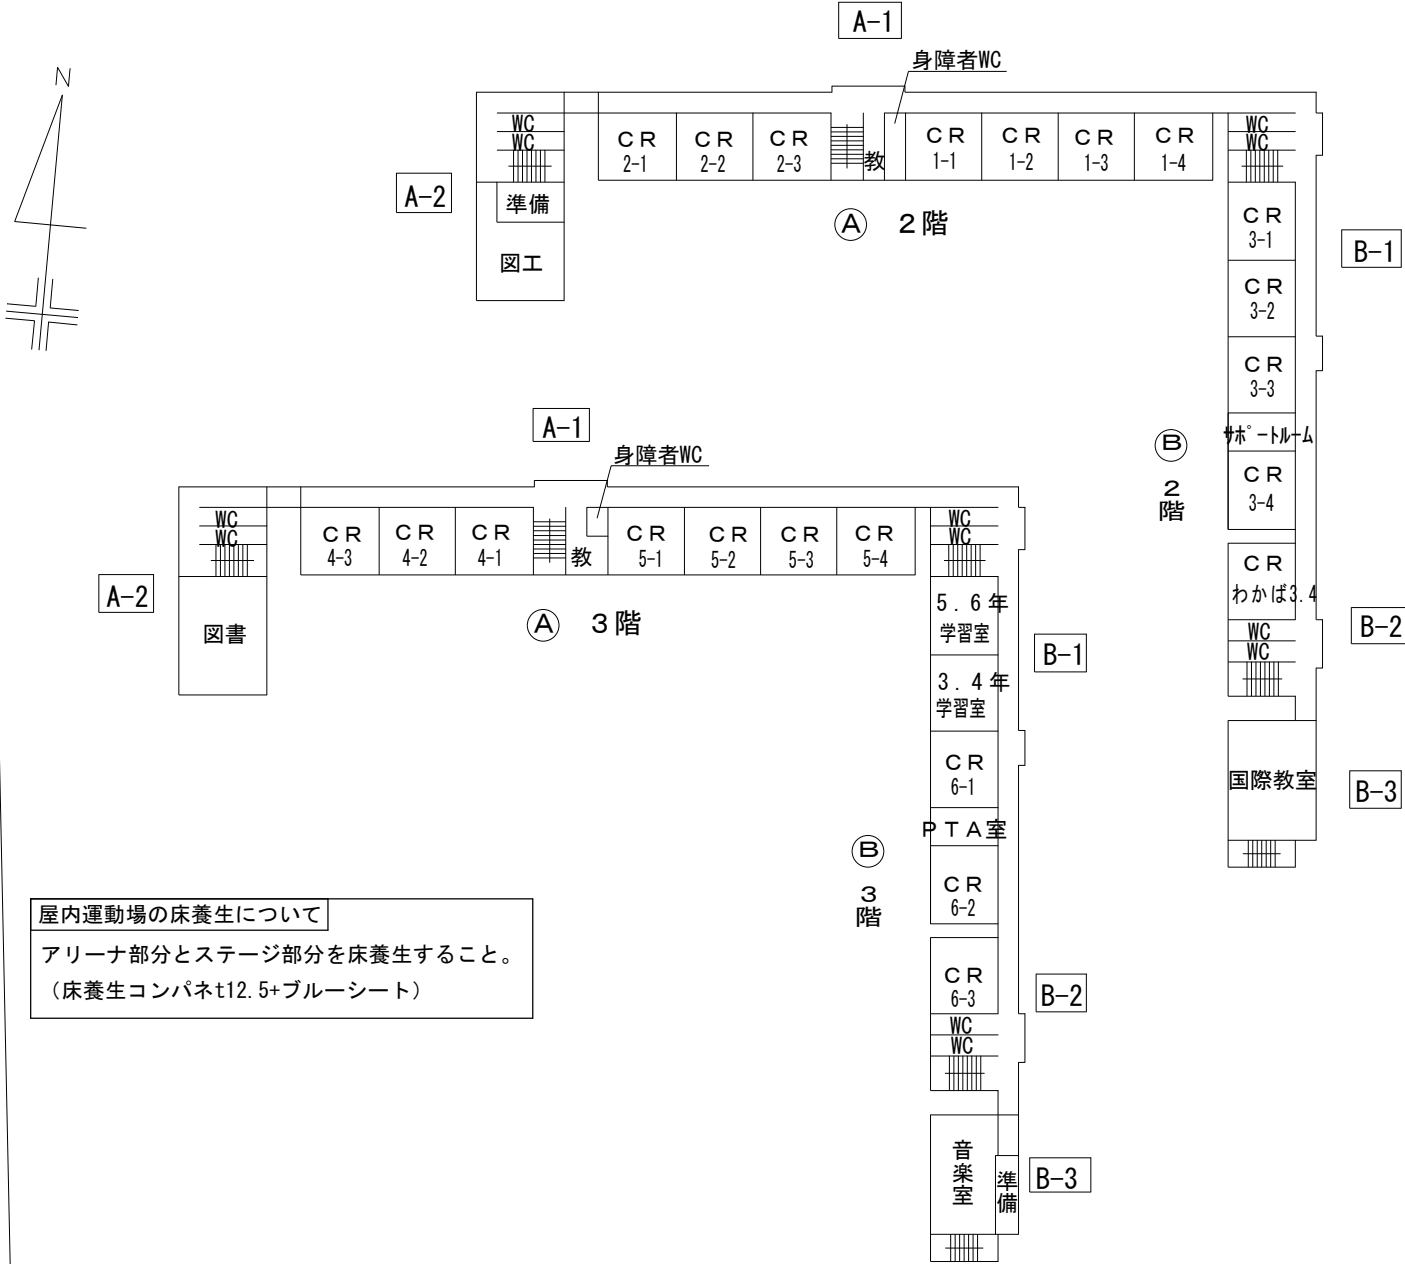 A-1
身障者WC
N
WC
WC
CR
2-1
CR
2-2
CR
2-3
教
CR
1-1
CR
1-2
CR
1-3
CR
1-4
WC
WC
A-2
準備
図工
Ⓐ 2階
CR
3-1
B-1
CR
3-2
CR
3-3
サポートルーム
CR
3-4
Ⓑ
2
階
CR
わかば3.4
WC
WC
B-2
国際教室
B-3
A-1
身障者WC
WC
WC
CR
4-3
CR
4-2
CR
4-1
教
CR
5-1
CR
5-2
CR
5-3
CR
5-4
WC
WC
A-2
図書
Ⓐ 3階
5.6年
学習室
B-1
3.4年
学習室
CR
6-1
PTA室
CR
6-2
Ⓑ
3
階
CR
6-3
B-2
WC
WC
音
楽
室
準
備
B-3
屋内運動場の床養生について
アリーナ部分とステージ部分を床養生すること。
(床養生コンパネt12.5+ブルーシート)